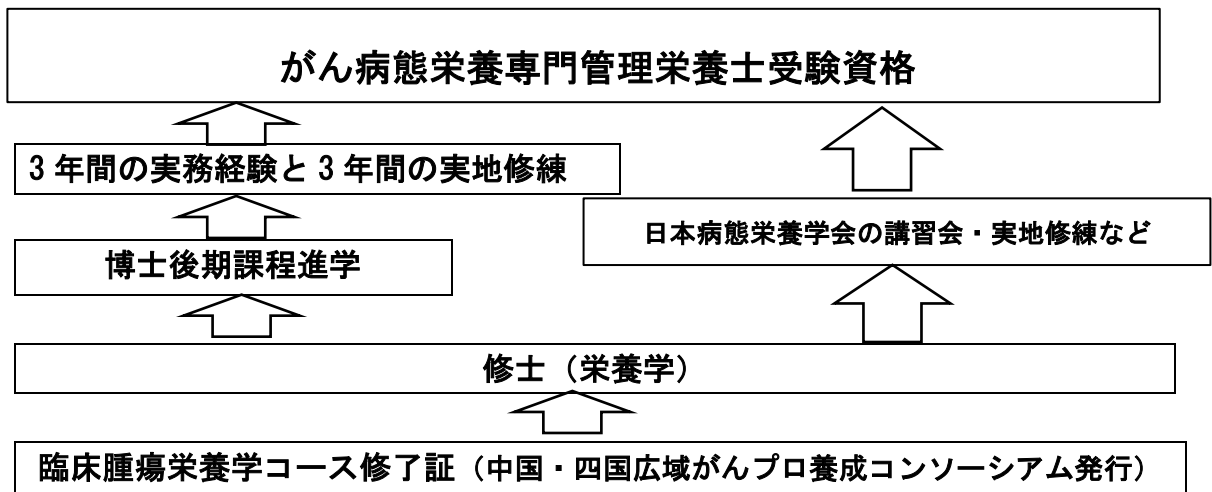 がん病態栄養専門管理栄養士受験資格
3年間の実務経験と3年間の実地修練
日本病態栄養学会の講習会・実地修練など
博士後期課程進学
修士（栄養学）
臨床腫瘍栄養学コース修了証（中国・四国広域がんプロ養成コンソーシアム発行）